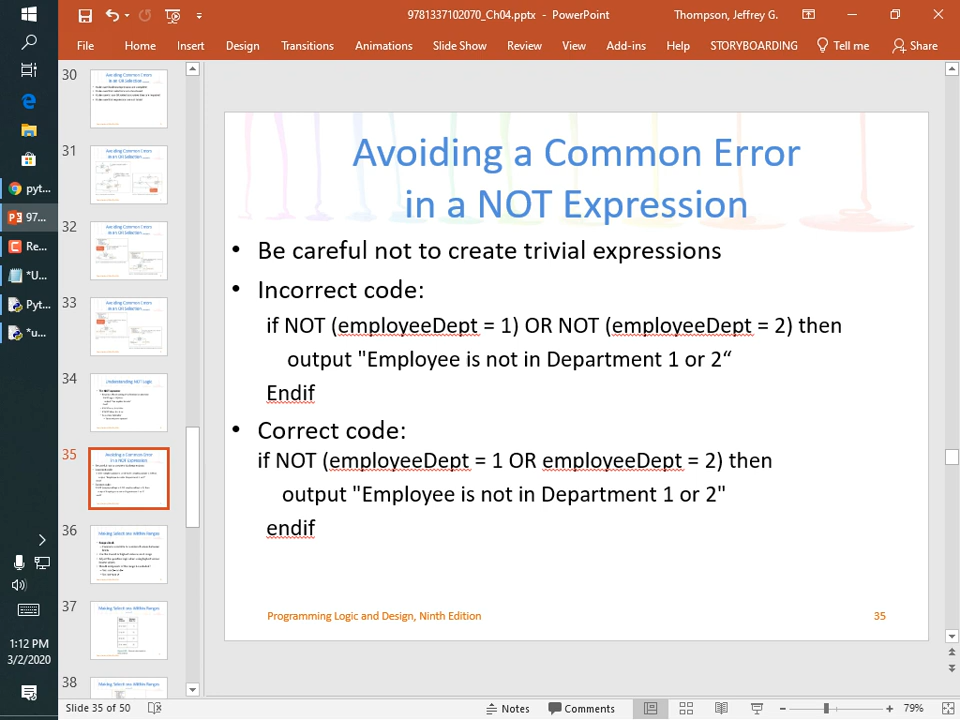 9781337102070_Ch04.pptx - PowerPoint
Thompson, Jeffrey G.
File Home Insert Design Transitions Animations Slide Show Review View Add-ins Help STORYBOARDING Tell me Share
30
31
32
33
34
35
36
37
38
pyt...
97...
Re...
*U...
Pyt...
*u...
1:12 PM
3/2/2020
Avoiding a Common Error
in a NOT Expression
• Be careful not to create trivial expressions
• Incorrect code:
if NOT (employeeDept = 1) OR NOT (employeeDept = 2) then
output "Employee is not in Department 1 or 2“
Endif
• Correct code:
if NOT (employeeDept = 1 OR employeeDept = 2) then
output "Employee is not in Department 1 or 2"
endif
Programming Logic and Design, Ninth Edition
35
Slide 35 of 50
Notes
Comments
79%